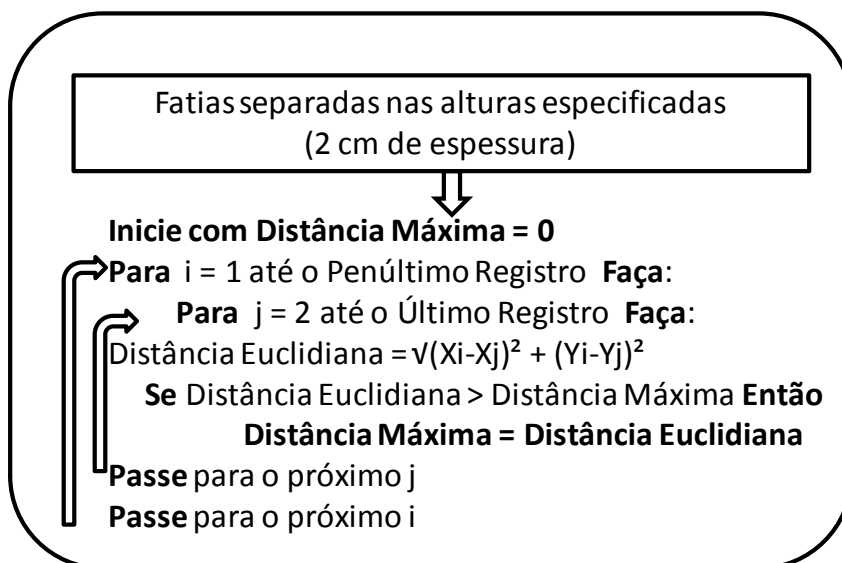 Fatias separadas nas alturas especificadas
(2 cm de espessura)
Inicie com Distância Máxima = 0
Para i = 1 até o Penúltimo Registro Faça:
Para j = 2 até o Último Registro Faça:
Distância Euclidiana = √(Xi-Xj)² + (Yi-Yj)²
Se Distância Euclidiana > Distância Máxima Então
Distância Máxima = Distância Euclidiana
Passe para o próximo j
Passe para o próximo i